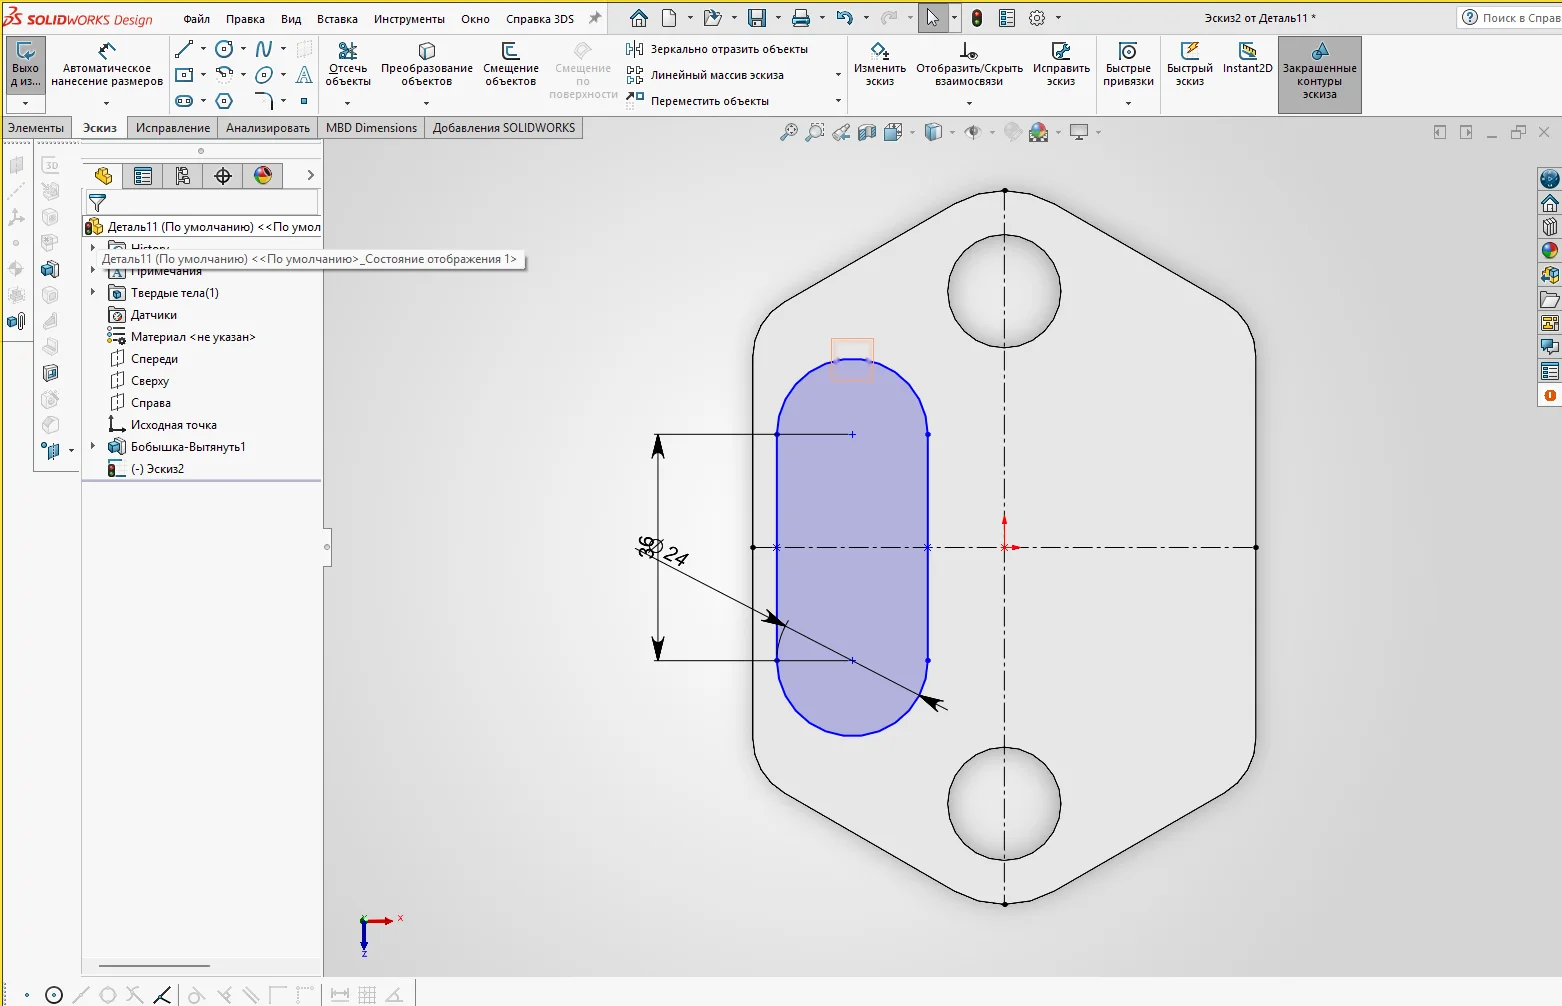 SOLIDWORKS Design
Файл Правка Вид Вставка Инструменты Окно Справка 3DS
Эскиз2 от Деталь11 *
? Поиск в Справ
Выхо
д из...
Автоматическое
нанесение размеров
Отсечь
объекты
Преобразование
объектов
Смещение
объектов
Смещение
по
поверхности
Зеркально отразить объекты
Линейный массив эскиза
Переместить объекты
Изменить
эскиз
Отобразить/Скрыть
взаимосвязи
Исправить
эскиз
Быстрые
привязки
Быстрый
эскиз
Instant2D
Закрашенные
контуры
эскиза
Элементы Эскиз Исправление Анализировать MBD Dimensions Добавления SOLIDWORKS
3D
Деталь11 (По умолчанию) <<По умол
History
Деталь11 (По умолчанию) <<По умолчанию>_Состояние отображения 1>
Примечания
Твердые тела(1)
Датчики
Материал <не указан>
Спереди
Сверху
Справа
Исходная точка
Бобышка-Вытянуть1
(-) Эскиз2
36
Ø 24
Y
X
Z